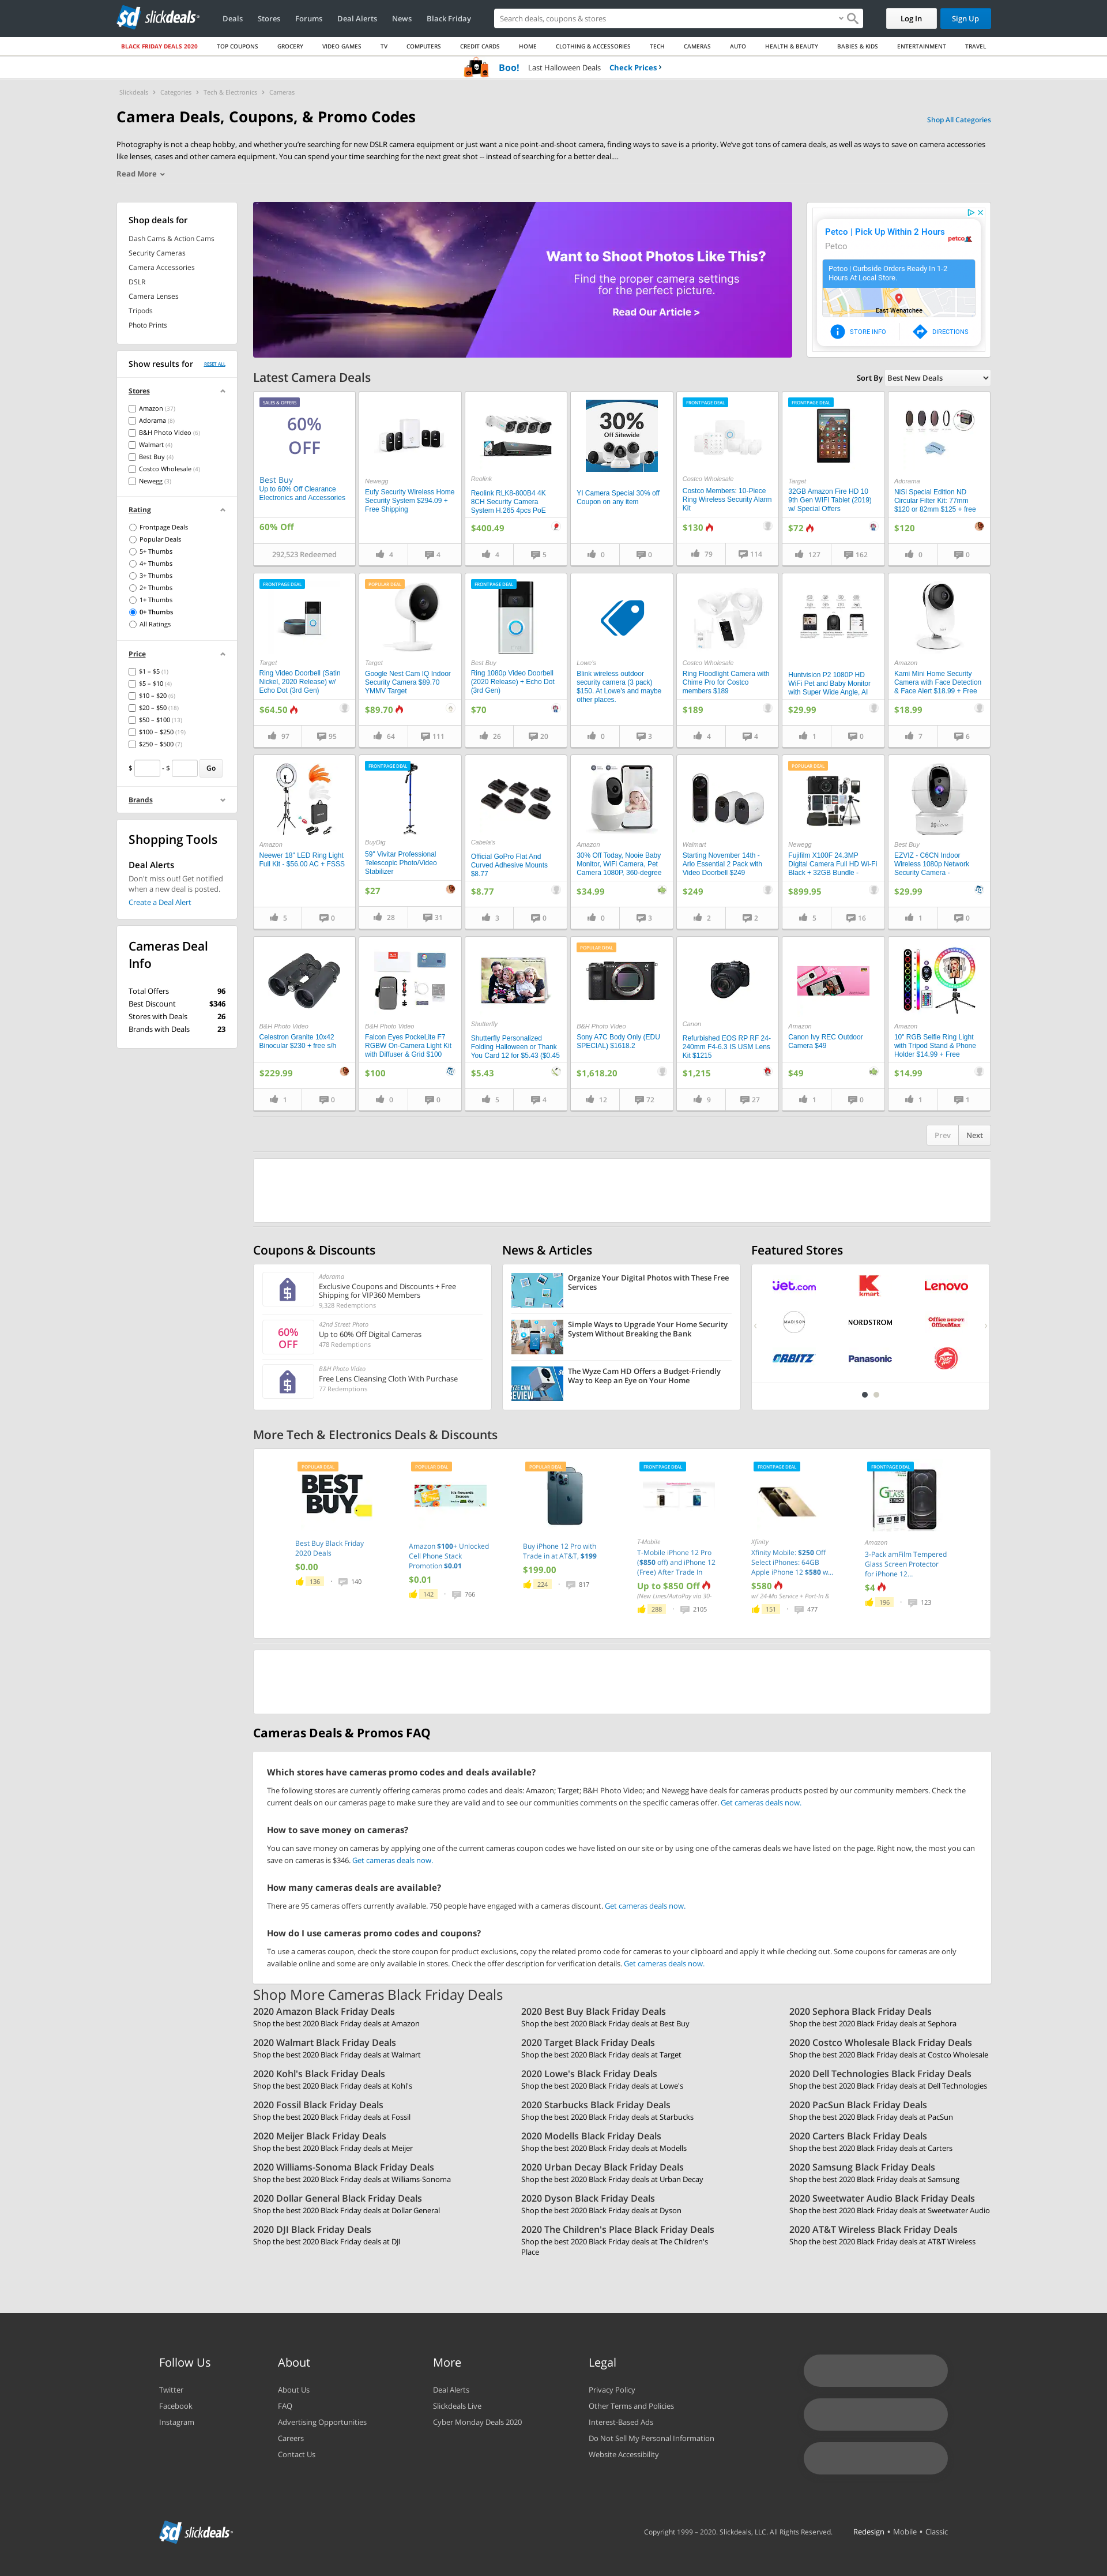 sd slickdeals
Deals
Stores
Forums
Deal Alerts
News
Black Friday
Search deals, coupons & stores
Log In
Sign Up
BLACK FRIDAY DEALS 2020
TOP COUPONS
GROCERY
VIDEO GAMES
TV
COMPUTERS
CREDIT CARDS
HOME
CLOTHING & ACCESSORIES
TECH
CAMERAS
AUTO
HEALTH & BEAUTY
BABIES & KIDS
ENTERTAINMENT
TRAVEL
Boo! Last Halloween Deals Check Prices ›
Slickdeals > Categories > Tech & Electronics > Cameras
Camera Deals, Coupons, & Promo Codes
Shop All Categories
Photography is not a cheap hobby, and whether you're searching for new DSLR camera equipment or just want a nice point-and-shoot camera, finding ways to save is a priority. We've got tons of camera deals, as well as ways to save on camera accessories
like lenses, cases and other camera equipment. You can spend your time searching for the next great shot -- instead of searching for a better deal....
Read More
Shop deals for
Dash Cams & Action Cams
Security Cameras
Camera Accessories
DSLR
Camera Lenses
Tripods
Photo Prints
Show results for
RESET ALL
Stores
Amazon (37)
Adorama (8)
B&H Photo Video (6)
Walmart (4)
Best Buy (4)
Costco Wholesale (4)
Newegg (3)
Rating
Frontpage Deals
Popular Deals
5+ Thumbs
4+ Thumbs
3+ Thumbs
2+ Thumbs
1+ Thumbs
0+ Thumbs
All Ratings
Price
$1 – $5 (1)
$5 – $10 (4)
$10 – $20 (6)
$20 – $50 (18)
$50 – $100 (13)
$100 – $250 (19)
$250 – $500 (7)
$ - $ Go
Brands
Shopping Tools
Deal Alerts
Don't miss out! Get notified
when a new deal is posted.
Create a Deal Alert
Cameras Deal
Info
Total Offers 96
Best Discount $346
Stores with Deals 26
Brands with Deals 23
Want to Shoot Photos Like This?
Find the proper camera settings
for the perfect picture.
Read Our Article >
Petco | Pick Up Within 2 Hours
Petco
petco
Petco | Curbside Orders Ready In 1-2
Hours At Local Store.
East Wenatchee
STORE INFO
DIRECTIONS
Latest Camera Deals
Sort By Best New Deals
SALES & OFFERS
60%
OFF
Best Buy
Up to 60% Off Clearance
Electronics and Accessories
60% Off
292,523 Redeemed
Newegg
Eufy Security Wireless Home
Security System $294.09 +
Free Shipping
4
4
Reolink
Reolink RLK8-800B4 4K
8CH Security Camera
System H.265 4pcs PoE
$400.49
4
5
30%
Off Sitewide
YI Camera Special 30% off
Coupon on any item
0
0
FRONTPAGE DEAL
Costco Wholesale
Costco Members: 10-Piece
Ring Wireless Security Alarm
Kit
$130
79
114
FRONTPAGE DEAL
Target
32GB Amazon Fire HD 10
9th Gen WIFI Tablet (2019)
w/ Special Offers
$72
127
162
Adorama
NiSi Special Edition ND
Circular Filter Kit: 77mm
$120 or 82mm $125 + free
$120
0
0
FRONTPAGE DEAL
Target
Ring Video Doorbell (Satin
Nickel, 2020 Release) w/
Echo Dot (3rd Gen)
$64.50
97
95
POPULAR DEAL
Target
Google Nest Cam IQ Indoor
Security Camera $89.70
YMMV Target
$89.70
64
111
FRONTPAGE DEAL
Best Buy
Ring 1080p Video Doorbell
(2020 Release) + Echo Dot
(3rd Gen)
$70
26
20
Lowe's
Blink wireless outdoor
security camera (3 pack)
$150. At Lowe's and maybe
other places.
0
3
Costco Wholesale
Ring Floodlight Camera with
Chime Pro for Costco
members $189
$189
4
4
Huntvision P2 1080P HD
WiFi Pet and Baby Monitor
with Super Wide Angle, AI
$29.99
1
0
Amazon
Kami Mini Home Security
Camera with Face Detection
& Face Alert $18.99 + Free
$18.99
7
6
Amazon
Neewer 18" LED Ring Light
Full Kit - $56.00 AC + FSSS
5
0
FRONTPAGE DEAL
BuyDig
59" Vivitar Professional
Telescopic Photo/Video
Stabilizer
$27
28
31
Cabela's
Official GoPro Flat And
Curved Adhesive Mounts
$8.77
$8.77
3
0
Amazon
30% Off Today, Nooie Baby
Monitor, WiFi Camera, Pet
Camera 1080P, 360-degree
$34.99
0
3
Walmart
Starting November 14th -
Arlo Essential 2 Pack with
Video Doorbell $249
$249
2
2
POPULAR DEAL
Newegg
Fujifilm X100F 24.3MP
Digital Camera Full HD Wi-Fi
Black + 32GB Bundle -
$899.95
5
16
Best Buy
EZVIZ - C6CN Indoor
Wireless 1080p Network
Security Camera -
$29.99
1
0
B&H Photo Video
Celestron Granite 10x42
Binocular $230 + free s/h
$229.99
1
0
B&H Photo Video
Falcon Eyes PockeLite F7
RGBW On-Camera Light Kit
with Diffuser & Grid $100
$100
0
0
Shutterfly
Shutterfly Personalized
Folding Halloween or Thank
You Card 12 for $5.43 ($0.45
$5.43
5
4
POPULAR DEAL
B&H Photo Video
Sony A7C Body Only (EDU
SPECIAL) $1618.2
$1,618.20
12
72
Canon
Refurbished EOS RP RF 24-
240mm F4-6.3 IS USM Lens
Kit $1215
$1,215
9
27
Amazon
Canon Ivy REC Outdoor
Camera $49
$49
1
0
Amazon
10" RGB Selfie Ring Light
with Tripod Stand & Phone
Holder $14.99 + Free
$14.99
1
1
Prev
Next
Coupons & Discounts
Adorama
Exclusive Coupons and Discounts + Free
Shipping for VIP360 Members
9,328 Redemptions
60%
OFF
42nd Street Photo
Up to 60% Off Digital Cameras
478 Redemptions
B&H Photo Video
Free Lens Cleansing Cloth With Purchase
77 Redemptions
News & Articles
Organize Your Digital Photos with These Free
Services
Simple Ways to Upgrade Your Home Security
System Without Breaking the Bank
YZE CAM
REVIEW
The Wyze Cam HD Offers a Budget-Friendly
Way to Keep an Eye on Your Home
Featured Stores
jet.com
kmart
Lenovo
MADISON
NORDSTROM
Office DEPOT
OfficeMax
ORBITZ
Panasonic
More Tech & Electronics Deals & Discounts
POPULAR DEAL
BEST
BUY
Best Buy Black Friday
2020 Deals
$0.00
136 · 140
POPULAR DEAL
Amazon $100+ Unlocked
Cell Phone Stack
Promotion $0.01
$0.01
142 · 766
POPULAR DEAL
Buy iPhone 12 Pro with
Trade in at AT&T, $199
$199.00
224 · 817
FRONTPAGE DEAL
T-Mobile
T-Mobile iPhone 12 Pro
($850 off) and iPhone 12
(Free) After Trade In
Up to $850 Off
(New Lines/AutoPay via 30-
288 · 2105
FRONTPAGE DEAL
Xfinity
Xfinity Mobile: $250 Off
Select iPhones: 64GB
Apple iPhone 12 $580 w...
$580
w/ 24-Mo Service + Port-In &
151 · 477
FRONTPAGE DEAL
GLASS
Amazon
3-Pack amFilm Tempered
Glass Screen Protector
for iPhone 12...
$4
196 · 123
Cameras Deals & Promos FAQ
Which stores have cameras promo codes and deals available?
The following stores are currently offering cameras promo codes and deals: Amazon; Target; B&H Photo Video; and Newegg have deals for cameras products posted by our community members. Check the
current deals on our cameras page to make sure they are valid and to see our communities comments on the specific cameras offer. Get cameras deals now.
How to save money on cameras?
You can save money on cameras by applying one of the current cameras coupon codes we have listed on our site or by using one of the cameras deals we have listed on the page. Right now, the most you can
save on cameras is $346. Get cameras deals now.
How many cameras deals are available?
There are 95 cameras offers currently available. 750 people have engaged with a cameras discount. Get cameras deals now.
How do I use cameras promo codes and coupons?
To use a cameras coupon, check the store coupon for product exclusions, copy the related promo code for cameras to your clipboard and apply it while checking out. Some coupons for cameras are only
available online and some are only available in stores. Check the offer description for verification details. Get cameras deals now.
Shop More Cameras Black Friday Deals
2020 Amazon Black Friday Deals
Shop the best 2020 Black Friday deals at Amazon
2020 Best Buy Black Friday Deals
Shop the best 2020 Black Friday deals at Best Buy
2020 Sephora Black Friday Deals
Shop the best 2020 Black Friday deals at Sephora
2020 Walmart Black Friday Deals
Shop the best 2020 Black Friday deals at Walmart
2020 Target Black Friday Deals
Shop the best 2020 Black Friday deals at Target
2020 Costco Wholesale Black Friday Deals
Shop the best 2020 Black Friday deals at Costco Wholesale
2020 Kohl's Black Friday Deals
Shop the best 2020 Black Friday deals at Kohl's
2020 Lowe's Black Friday Deals
Shop the best 2020 Black Friday deals at Lowe's
2020 Dell Technologies Black Friday Deals
Shop the best 2020 Black Friday deals at Dell Technologies
2020 Fossil Black Friday Deals
Shop the best 2020 Black Friday deals at Fossil
2020 Starbucks Black Friday Deals
Shop the best 2020 Black Friday deals at Starbucks
2020 PacSun Black Friday Deals
Shop the best 2020 Black Friday deals at PacSun
2020 Meijer Black Friday Deals
Shop the best 2020 Black Friday deals at Meijer
2020 Modells Black Friday Deals
Shop the best 2020 Black Friday deals at Modells
2020 Carters Black Friday Deals
Shop the best 2020 Black Friday deals at Carters
2020 Williams-Sonoma Black Friday Deals
Shop the best 2020 Black Friday deals at Williams-Sonoma
2020 Urban Decay Black Friday Deals
Shop the best 2020 Black Friday deals at Urban Decay
2020 Samsung Black Friday Deals
Shop the best 2020 Black Friday deals at Samsung
2020 Dollar General Black Friday Deals
Shop the best 2020 Black Friday deals at Dollar General
2020 Dyson Black Friday Deals
Shop the best 2020 Black Friday deals at Dyson
2020 Sweetwater Audio Black Friday Deals
Shop the best 2020 Black Friday deals at Sweetwater Audio
2020 DJI Black Friday Deals
Shop the best 2020 Black Friday deals at DJI
2020 The Children's Place Black Friday Deals
Shop the best 2020 Black Friday deals at The Children's
Place
2020 AT&T Wireless Black Friday Deals
Shop the best 2020 Black Friday deals at AT&T Wireless
Follow Us
Twitter
Facebook
Instagram
About
About Us
FAQ
Advertising Opportunities
Careers
Contact Us
More
Deal Alerts
Slickdeals Live
Cyber Monday Deals 2020
Legal
Privacy Policy
Other Terms and Policies
Interest-Based Ads
Do Not Sell My Personal Information
Website Accessibility
sd slickdeals
Copyright 1999 – 2020. Slickdeals, LLC. All Rights Reserved.
Redesign • Mobile • Classic